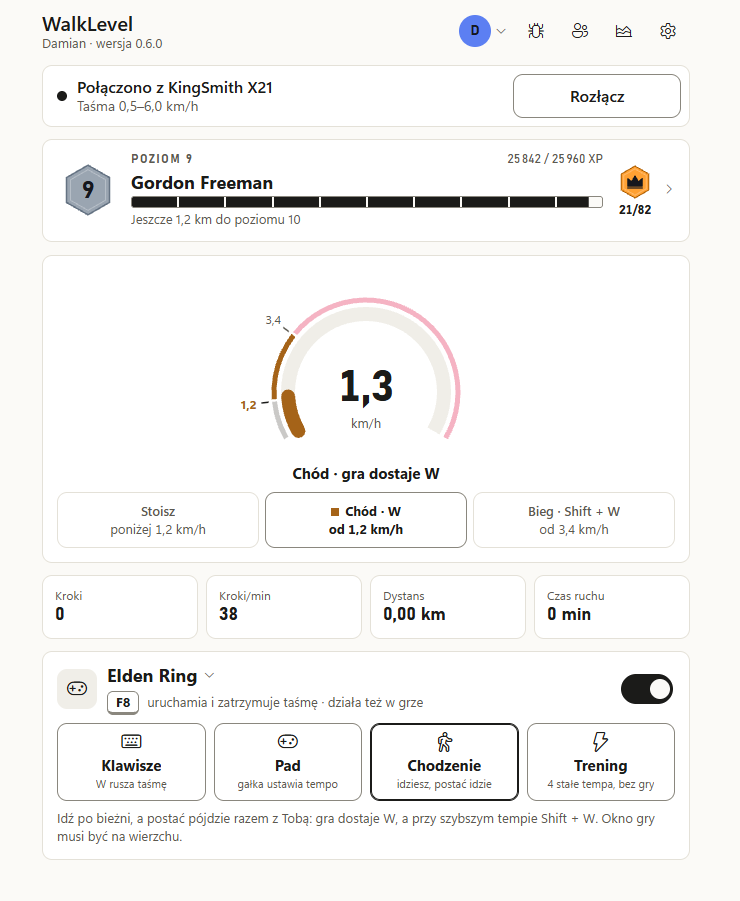 WalkLevel
Damian · wersja 0.6.0
D
Połączono z KingSmith X21
Taśma 0,5–6,0 km/h
Rozłącz
9
POZIOM 9
25 842 / 25 960 XP
Gordon Freeman
Jeszcze 1,2 km do poziomu 10
21/82
3,4
1,2
1,3
km/h
Chód · gra dostaje W
Stoisz
poniżej 1,2 km/h
Chód · W
od 1,2 km/h
Bieg · Shift + W
od 3,4 km/h
Kroki
0
Kroki/min
38
Dystans
0,00 km
Czas ruchu
0 min
Elden Ring
F8 uruchamia i zatrzymuje taśmę · działa też w grze
Klawisze
W rusza taśmę
Pad
gałka ustawia tempo
Chodzenie
idziesz, postać idzie
Trening
4 stałe tempa, bez gry
Idź po bieżni, a postać pójdzie razem z Tobą: gra dostaje W, a przy szybszym tempie Shift + W. Okno gry
musi być na wierzchu.